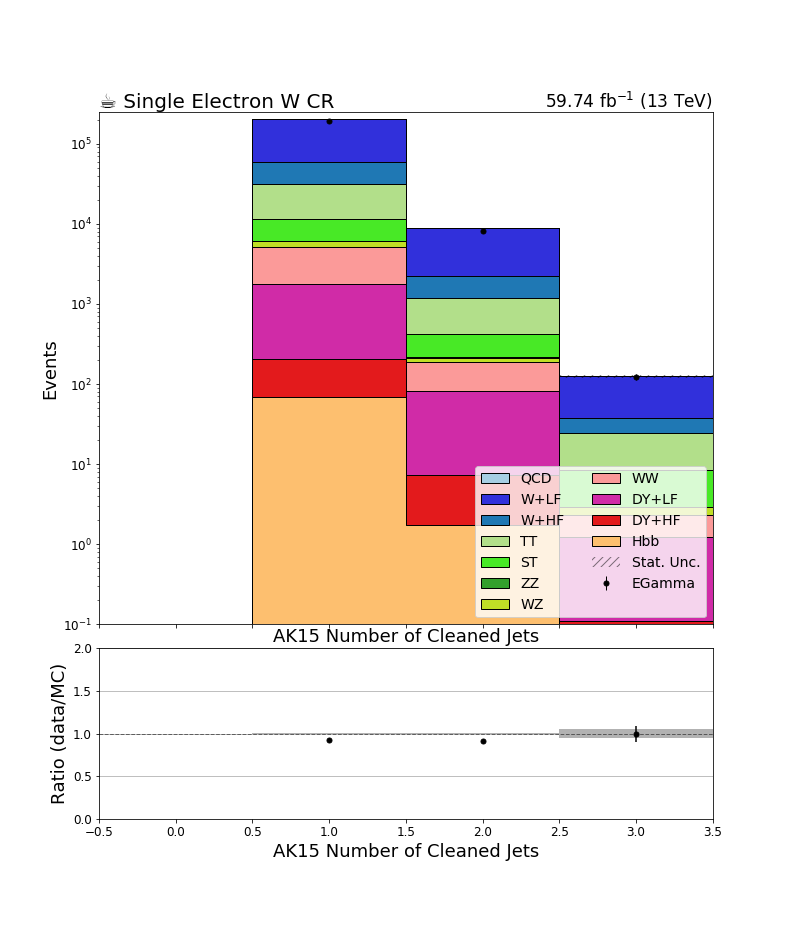 ☕ Single Electron W CR
59.74 fb⁻¹ (13 TeV)
Events
10⁵
10⁴
10³
10²
10¹
10⁰
10⁻¹
QCD
W+LF
W+HF
TT
ST
ZZ
WZ
WW
DY+LF
DY+HF
Hbb
Stat. Unc.
EGamma
AK15 Number of Cleaned Jets
Ratio (data/MC)
2.0
1.5
1.0
0.5
0.0
−0.5 0.0 0.5 1.0 1.5 2.0 2.5 3.0 3.5
AK15 Number of Cleaned Jets